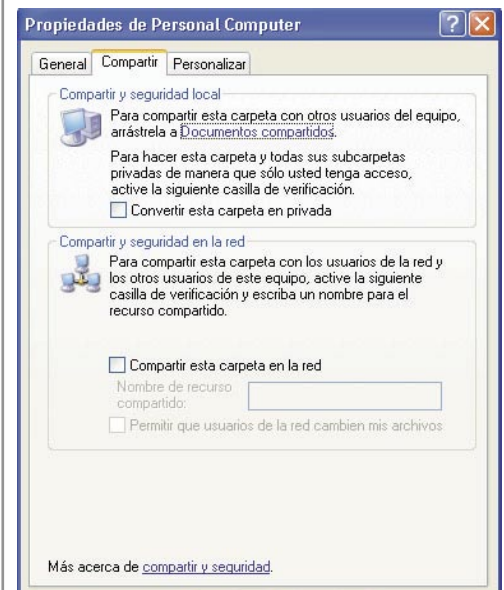 Propiedades de Personal Computer
General Compartir Personalizar
Compartir y seguridad local
Para compartir esta carpeta con otros usuarios del equipo,
arrástrela a Documentos compartidos.
Para hacer esta carpeta y todas sus subcarpetas
privadas de manera que sólo usted tenga acceso,
active la siguiente casilla de verificación.
Convertir esta carpeta en privada
Compartir y seguridad en la red
Para compartir esta carpeta con los usuarios de la red y
los otros usuarios de este equipo, active la siguiente
casilla de verificación y escriba un nombre para el
recurso compartido.
Compartir esta carpeta en la red
Nombre de recurso
compartido:
Permitir que usuarios de la red cambien mis archivos
Más acerca de compartir y seguridad.